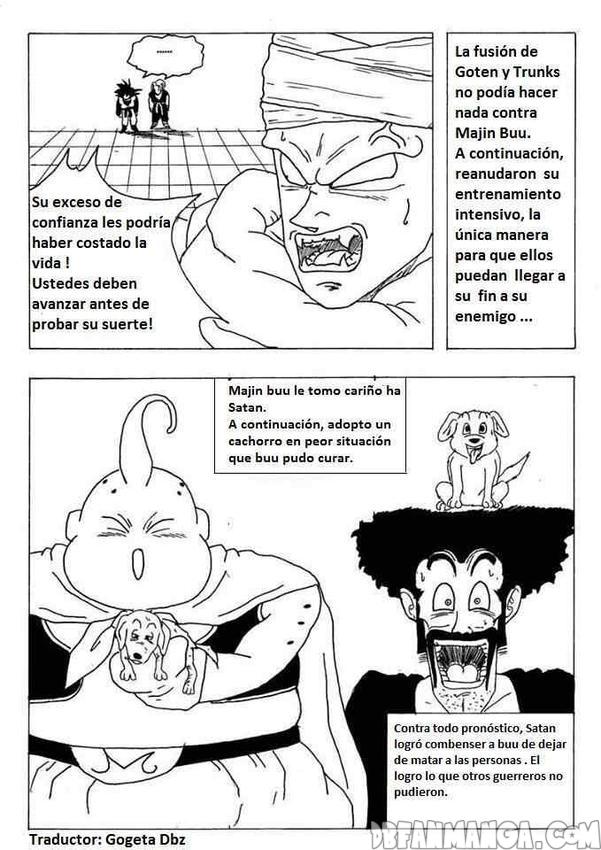 ......
La fusión de
Goten y Trunks
no podía hacer
nada contra
Majin Buu.
A continuación,
reanudaron su
entrenamiento
intensivo, la
única manera
para que ellos
puedan llegar a
su fin a su
enemigo ...
Su exceso de
confianza les podría
haber costado la
vida !
Ustedes deben
avanzar antes de
probar su suerte!
Majin buu le tomo cariño ha
Satan.
A continuación, adopto un
cachorro en peor situación
que buu pudo curar.
Contra todo pronóstico, Satan
logró combenser a buu de dejar
de matar a las personas . El
logro lo que otros guerreros no
pudieron.
Traductor: Gogeta Dbz
DBFANMANGA.COM